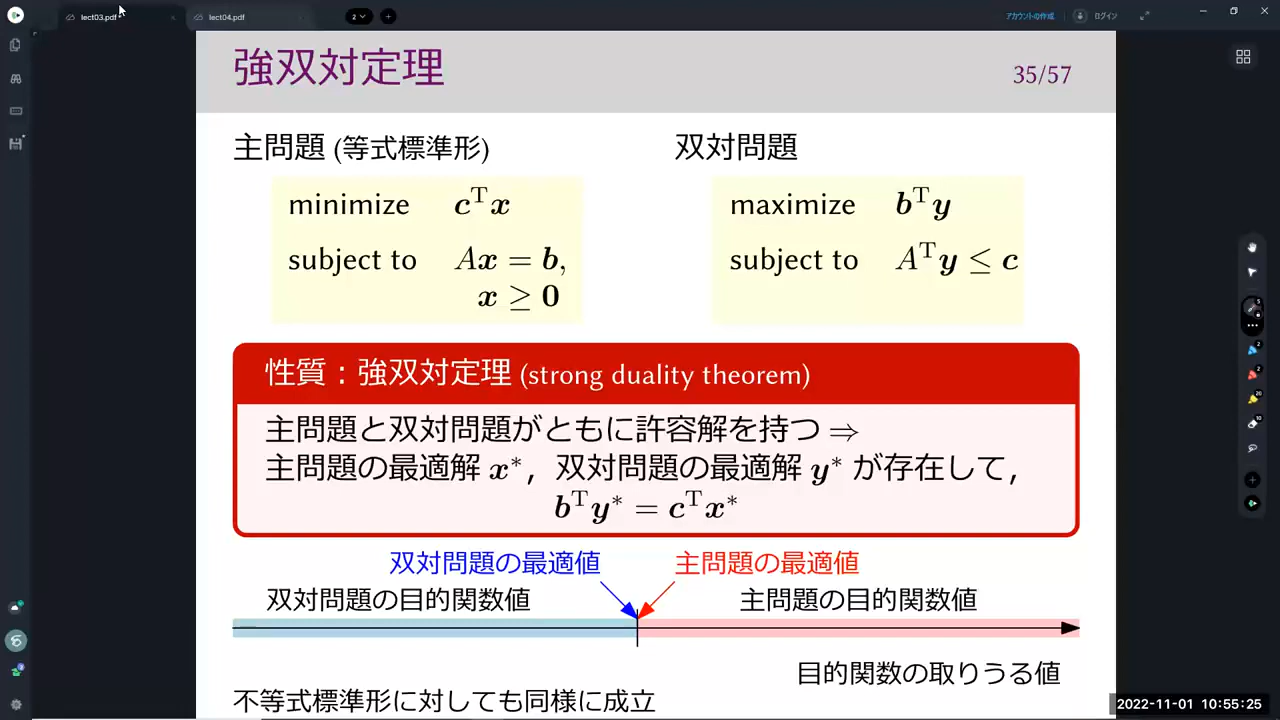 lect03.pdf
lect04.pdf
2
アカウントの作成
ログイン
強双対定理
35/57
主問題 (等式標準形)
minimize cᵀx
subject to Ax = b,
x ≥ 0
双対問題
maximize bᵀy
subject to Aᵀy ≤ c
性質：強双対定理 (strong duality theorem)
主問題と双対問題がともに許容解を持つ ⇒
主問題の最適解 x*，双対問題の最適解 y* が存在して，
bᵀy* = cᵀx*
双対問題の最適値
主問題の最適値
双対問題の目的関数値
主問題の目的関数値
目的関数の取りうる値
不等式標準形に対しても同様に成立
2022-11-01 10:55:25